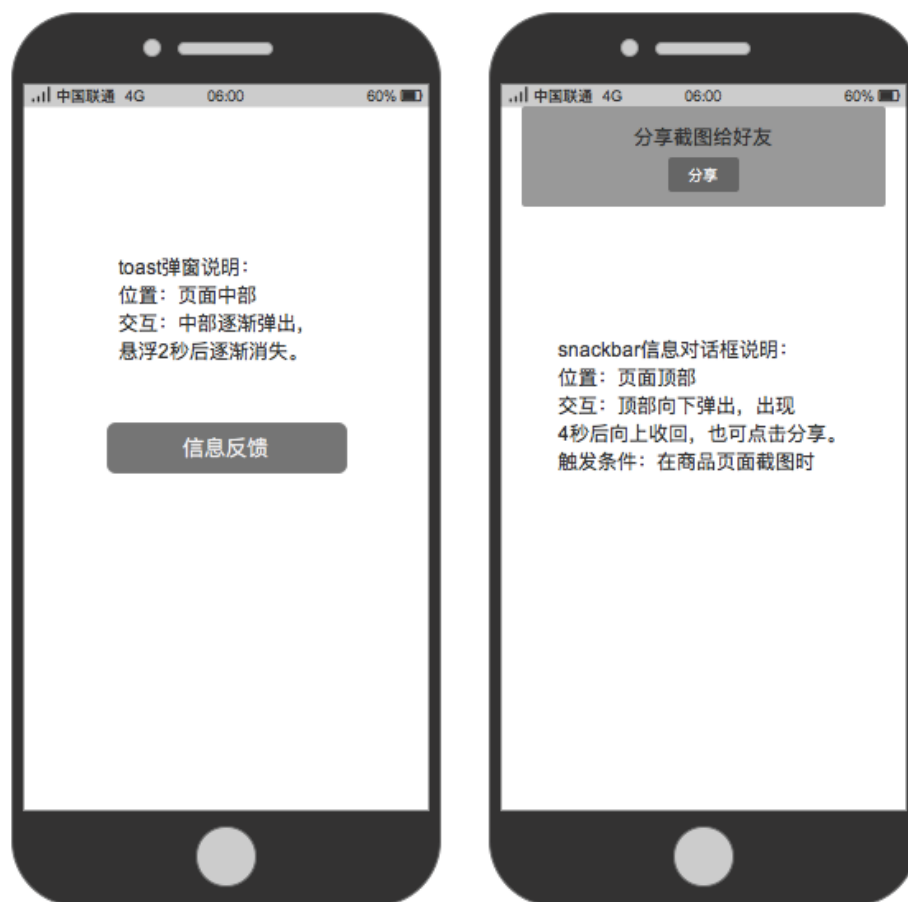 中国联通 4G 06:00 60%
toast弹窗说明：
位置：页面中部
交互：中部逐渐弹出，
悬浮2秒后逐渐消失。
信息反馈
中国联通 4G 06:00 60%
分享截图给好友
分享
snackbar信息对话框说明：
位置：页面顶部
交互：顶部向下弹出，出现
4秒后向上收回，也可点击分享。
触发条件：在商品页面截图时